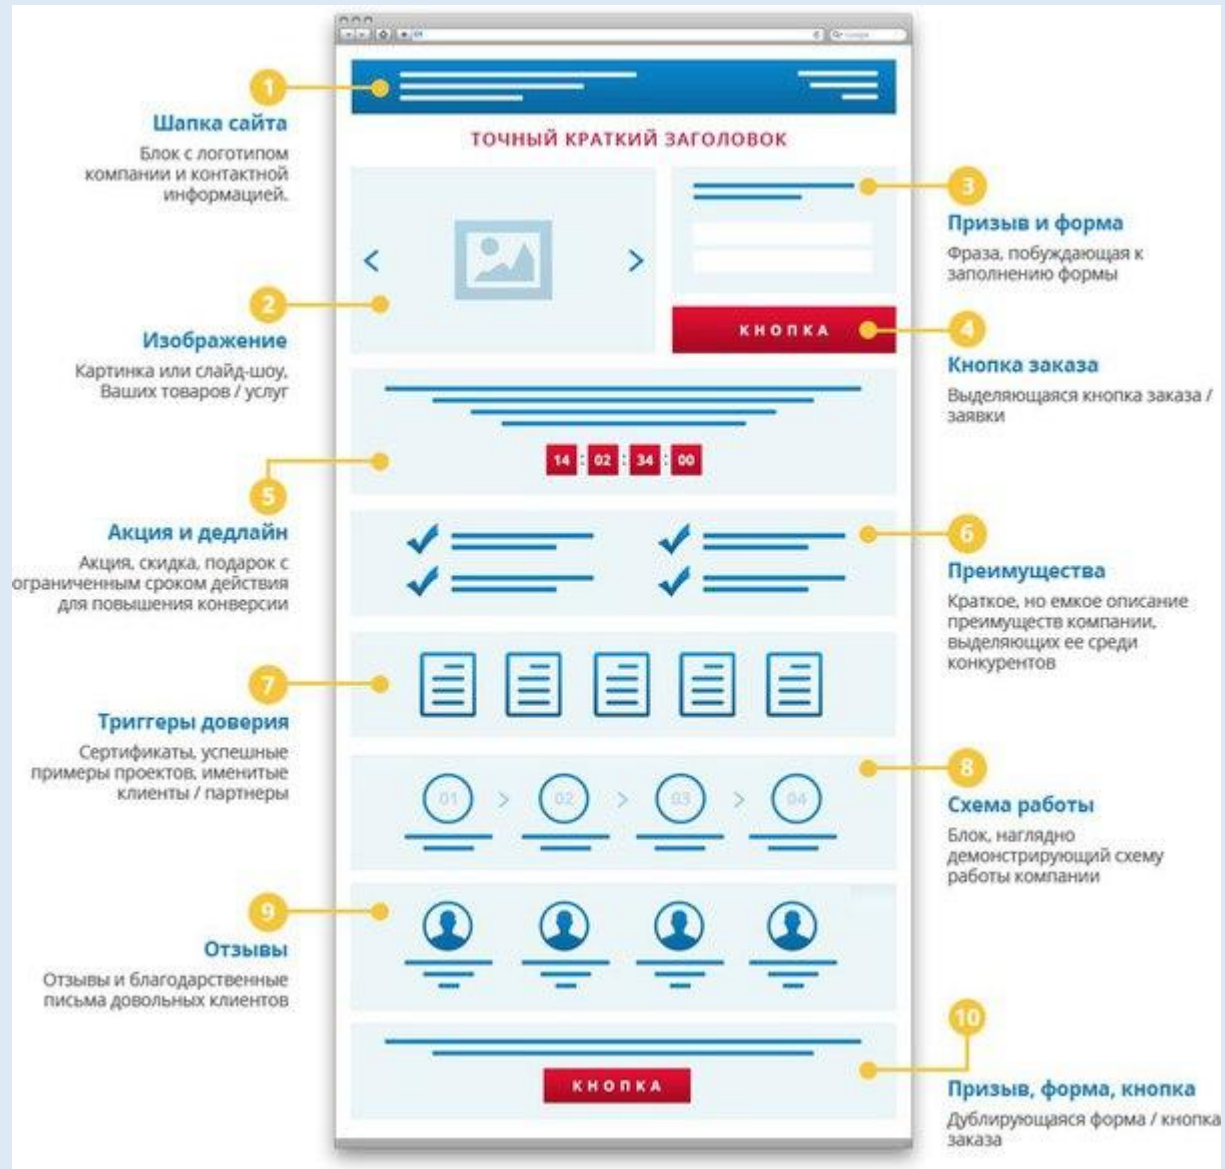 Google
1
Шапка сайта
Блок с логотипом
компании и контактной
информацией.
ТОЧНЫЙ КРАТКИЙ ЗАГОЛОВОК
2
Изображение
Картинка или слайд-шоу,
Ваших товаров / услуг
3
Призыв и форма
Фраза, побуждающая к
заполнению формы
КНОПКА
4
Кнопка заказа
Выделяющаяся кнопка заказа /
заявки
14 : 02 : 34 : 00
5
Акция и дедлайн
Акция, скидка, подарок с
ограниченным сроком действия
для повышения конверсии
6
Преимущества
Краткое, но емкое описание
преимуществ компании,
выделяющих ее среди
конкурентов
7
Триггеры доверия
Сертификаты, успешные
примеры проектов, именитые
клиенты / партнеры
01 > 02 > 03 > 04
8
Схема работы
Блок, наглядно
демонстрирующий схему
работы компании
9
Отзывы
Отзывы и благодарственные
письма довольных клиентов
КНОПКА
10
Призыв, форма, кнопка
Дублирующаяся форма / кнопка
заказа